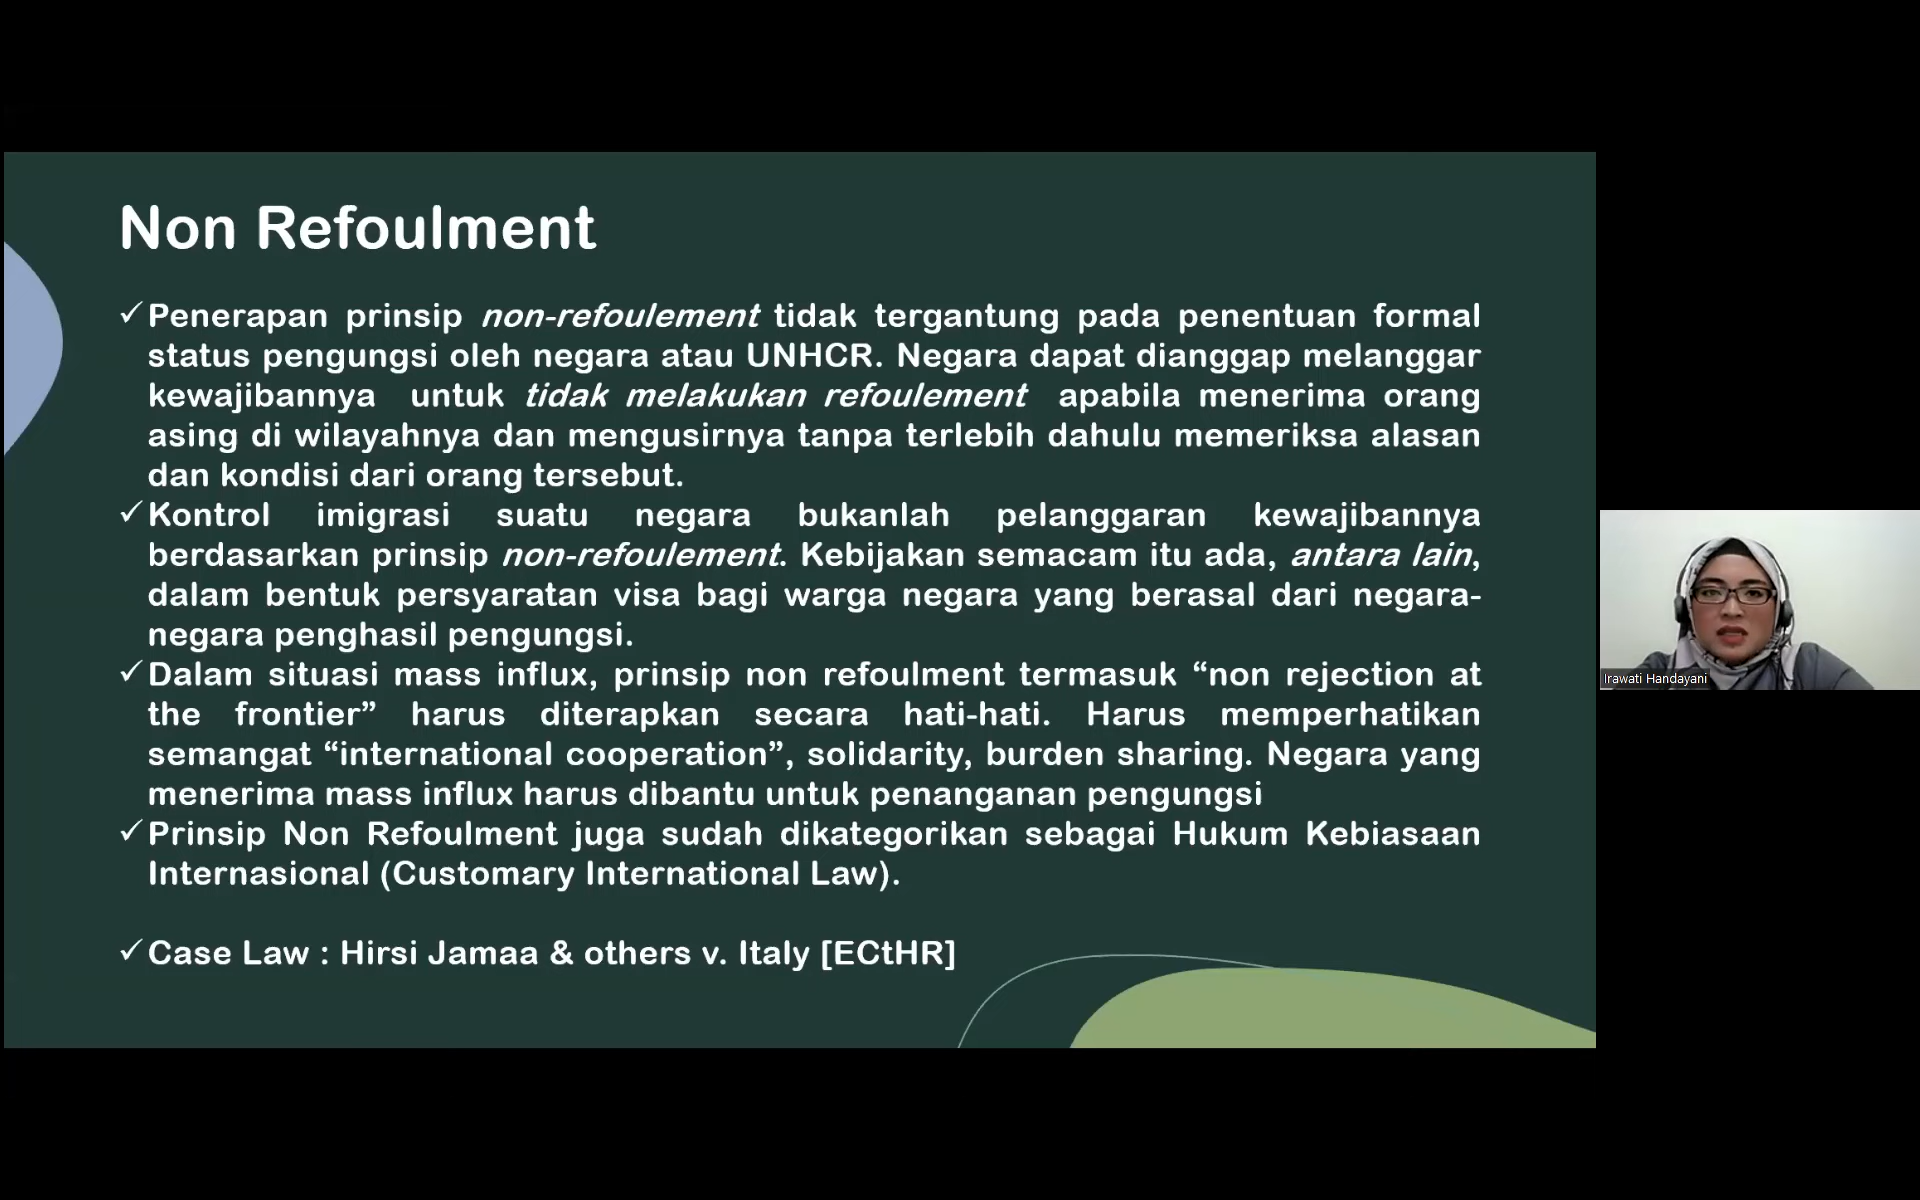 Non Refoulment
✓Penerapan prinsip non-refoulement tidak tergantung pada penentuan formal
status pengungsi oleh negara atau UNHCR. Negara dapat dianggap melanggar
kewajibannya untuk tidak melakukan refoulement apabila menerima orang
asing di wilayahnya dan mengusirnya tanpa terlebih dahulu memeriksa alasan
dan kondisi dari orang tersebut.
✓Kontrol imigrasi suatu negara bukanlah pelanggaran kewajibannya
berdasarkan prinsip non-refoulement. Kebijakan semacam itu ada, antara lain,
dalam bentuk persyaratan visa bagi warga negara yang berasal dari negara-
negara penghasil pengungsi.
✓Dalam situasi mass influx, prinsip non refoulment termasuk “non rejection at
the frontier” harus diterapkan secara hati-hati. Harus memperhatikan
semangat “international cooperation”, solidarity, burden sharing. Negara yang
menerima mass influx harus dibantu untuk penanganan pengungsi
✓Prinsip Non Refoulment juga sudah dikategorikan sebagai Hukum Kebiasaan
Internasional (Customary International Law).
✓Case Law : Hirsi Jamaa & others v. Italy [ECtHR]
Irawati Handayani